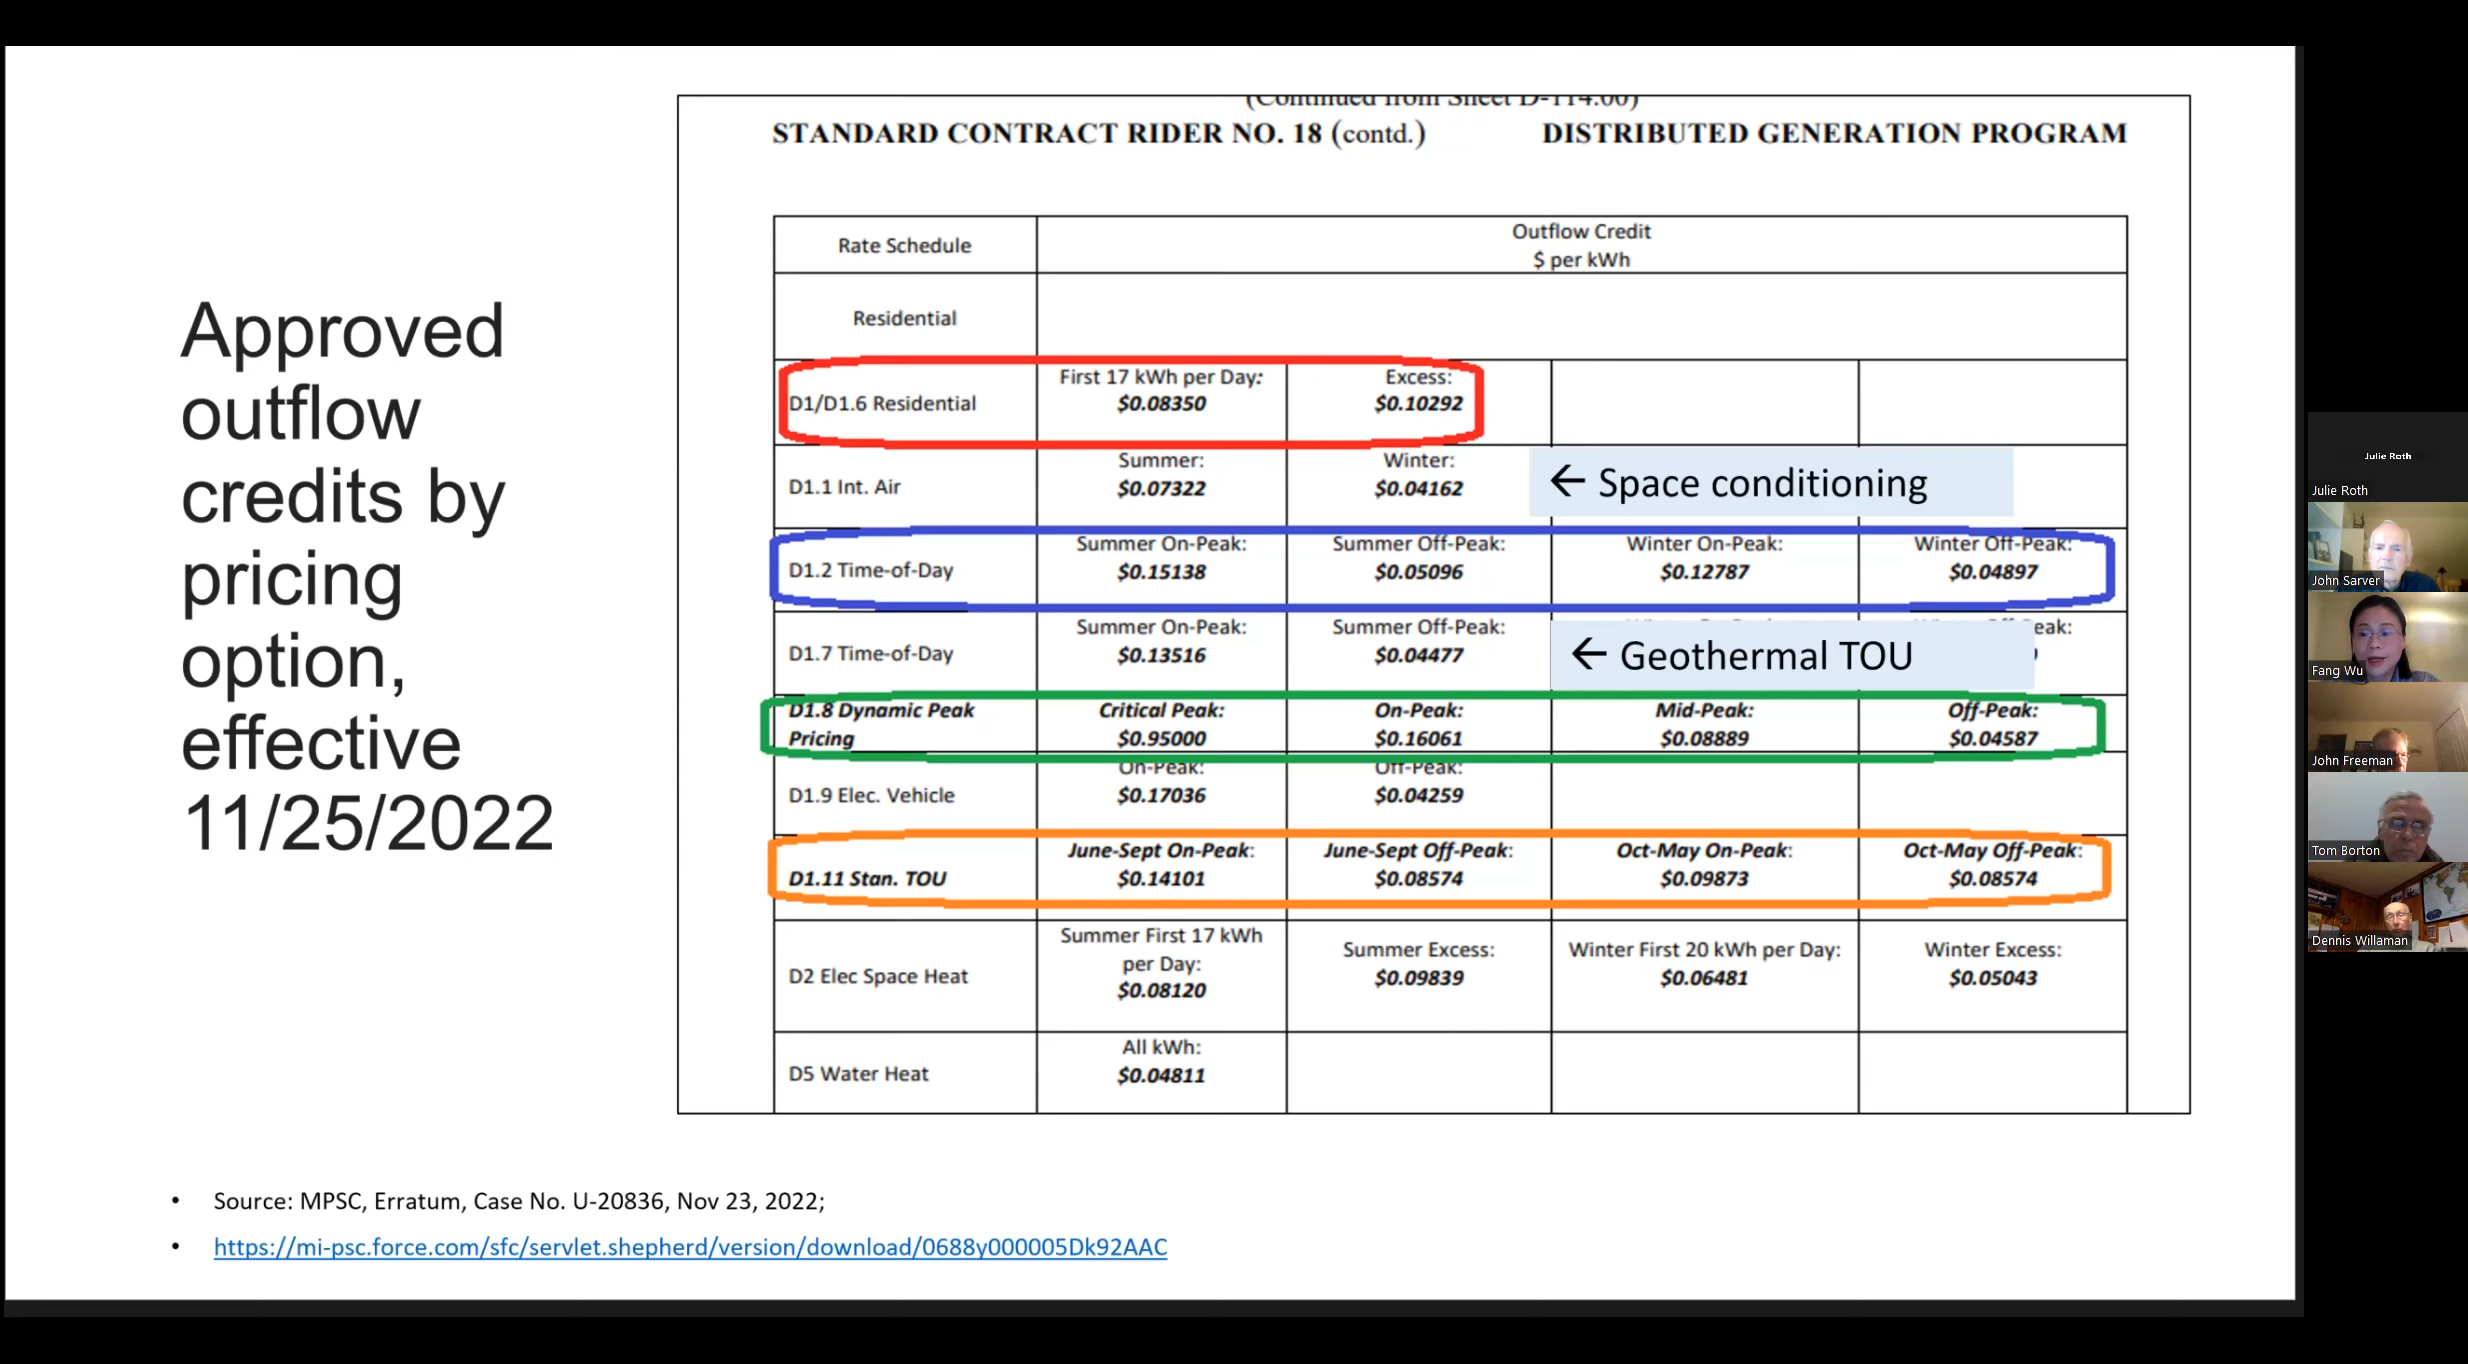 Approved
outflow
credits by
pricing
option,
effective
11/25/2022
(Continued from Sheet D-114.00)
STANDARD CONTRACT RIDER NO. 18 (contd.) DISTRIBUTED GENERATION PROGRAM
Rate Schedule
Outflow Credit
$ per kWh
Residential
D1/D1.6 Residential
First 17 kWh per Day:
$0.08350
Excess:
$0.10292
D1.1 Int. Air
Summer:
$0.07322
Winter:
$0.04162
← Space conditioning
D1.2 Time-of-Day
Summer On-Peak:
$0.15138
Summer Off-Peak:
$0.05096
Winter On-Peak:
$0.12787
Winter Off-Peak:
$0.04897
D1.7 Time-of-Day
Summer On-Peak:
$0.13516
Summer Off-Peak:
$0.04477
← Geothermal TOU
D1.8 Dynamic Peak
Pricing
Critical Peak:
$0.95000
On-Peak:
$0.16061
Mid-Peak:
$0.08889
Off-Peak:
$0.04587
D1.9 Elec. Vehicle
On-Peak:
$0.17036
Off-Peak:
$0.04259
D1.11 Stan. TOU
June-Sept On-Peak:
$0.14101
June-Sept Off-Peak:
$0.08574
Oct-May On-Peak:
$0.09873
Oct-May Off-Peak:
$0.08574
D2 Elec Space Heat
Summer First 17 kWh
per Day:
$0.08120
Summer Excess:
$0.09839
Winter First 20 kWh per Day:
$0.06481
Winter Excess:
$0.05043
D5 Water Heat
All kWh:
$0.04811
• Source: MPSC, Erratum, Case No. U-20836, Nov 23, 2022;
• https://mi-psc.force.com/sfc/servlet.shepherd/version/download/0688y000005Dk92AAC
Julie Roth
Julie Roth
John Sarver
Fang Wu
John Freeman
Tom Borton
Dennis Willaman